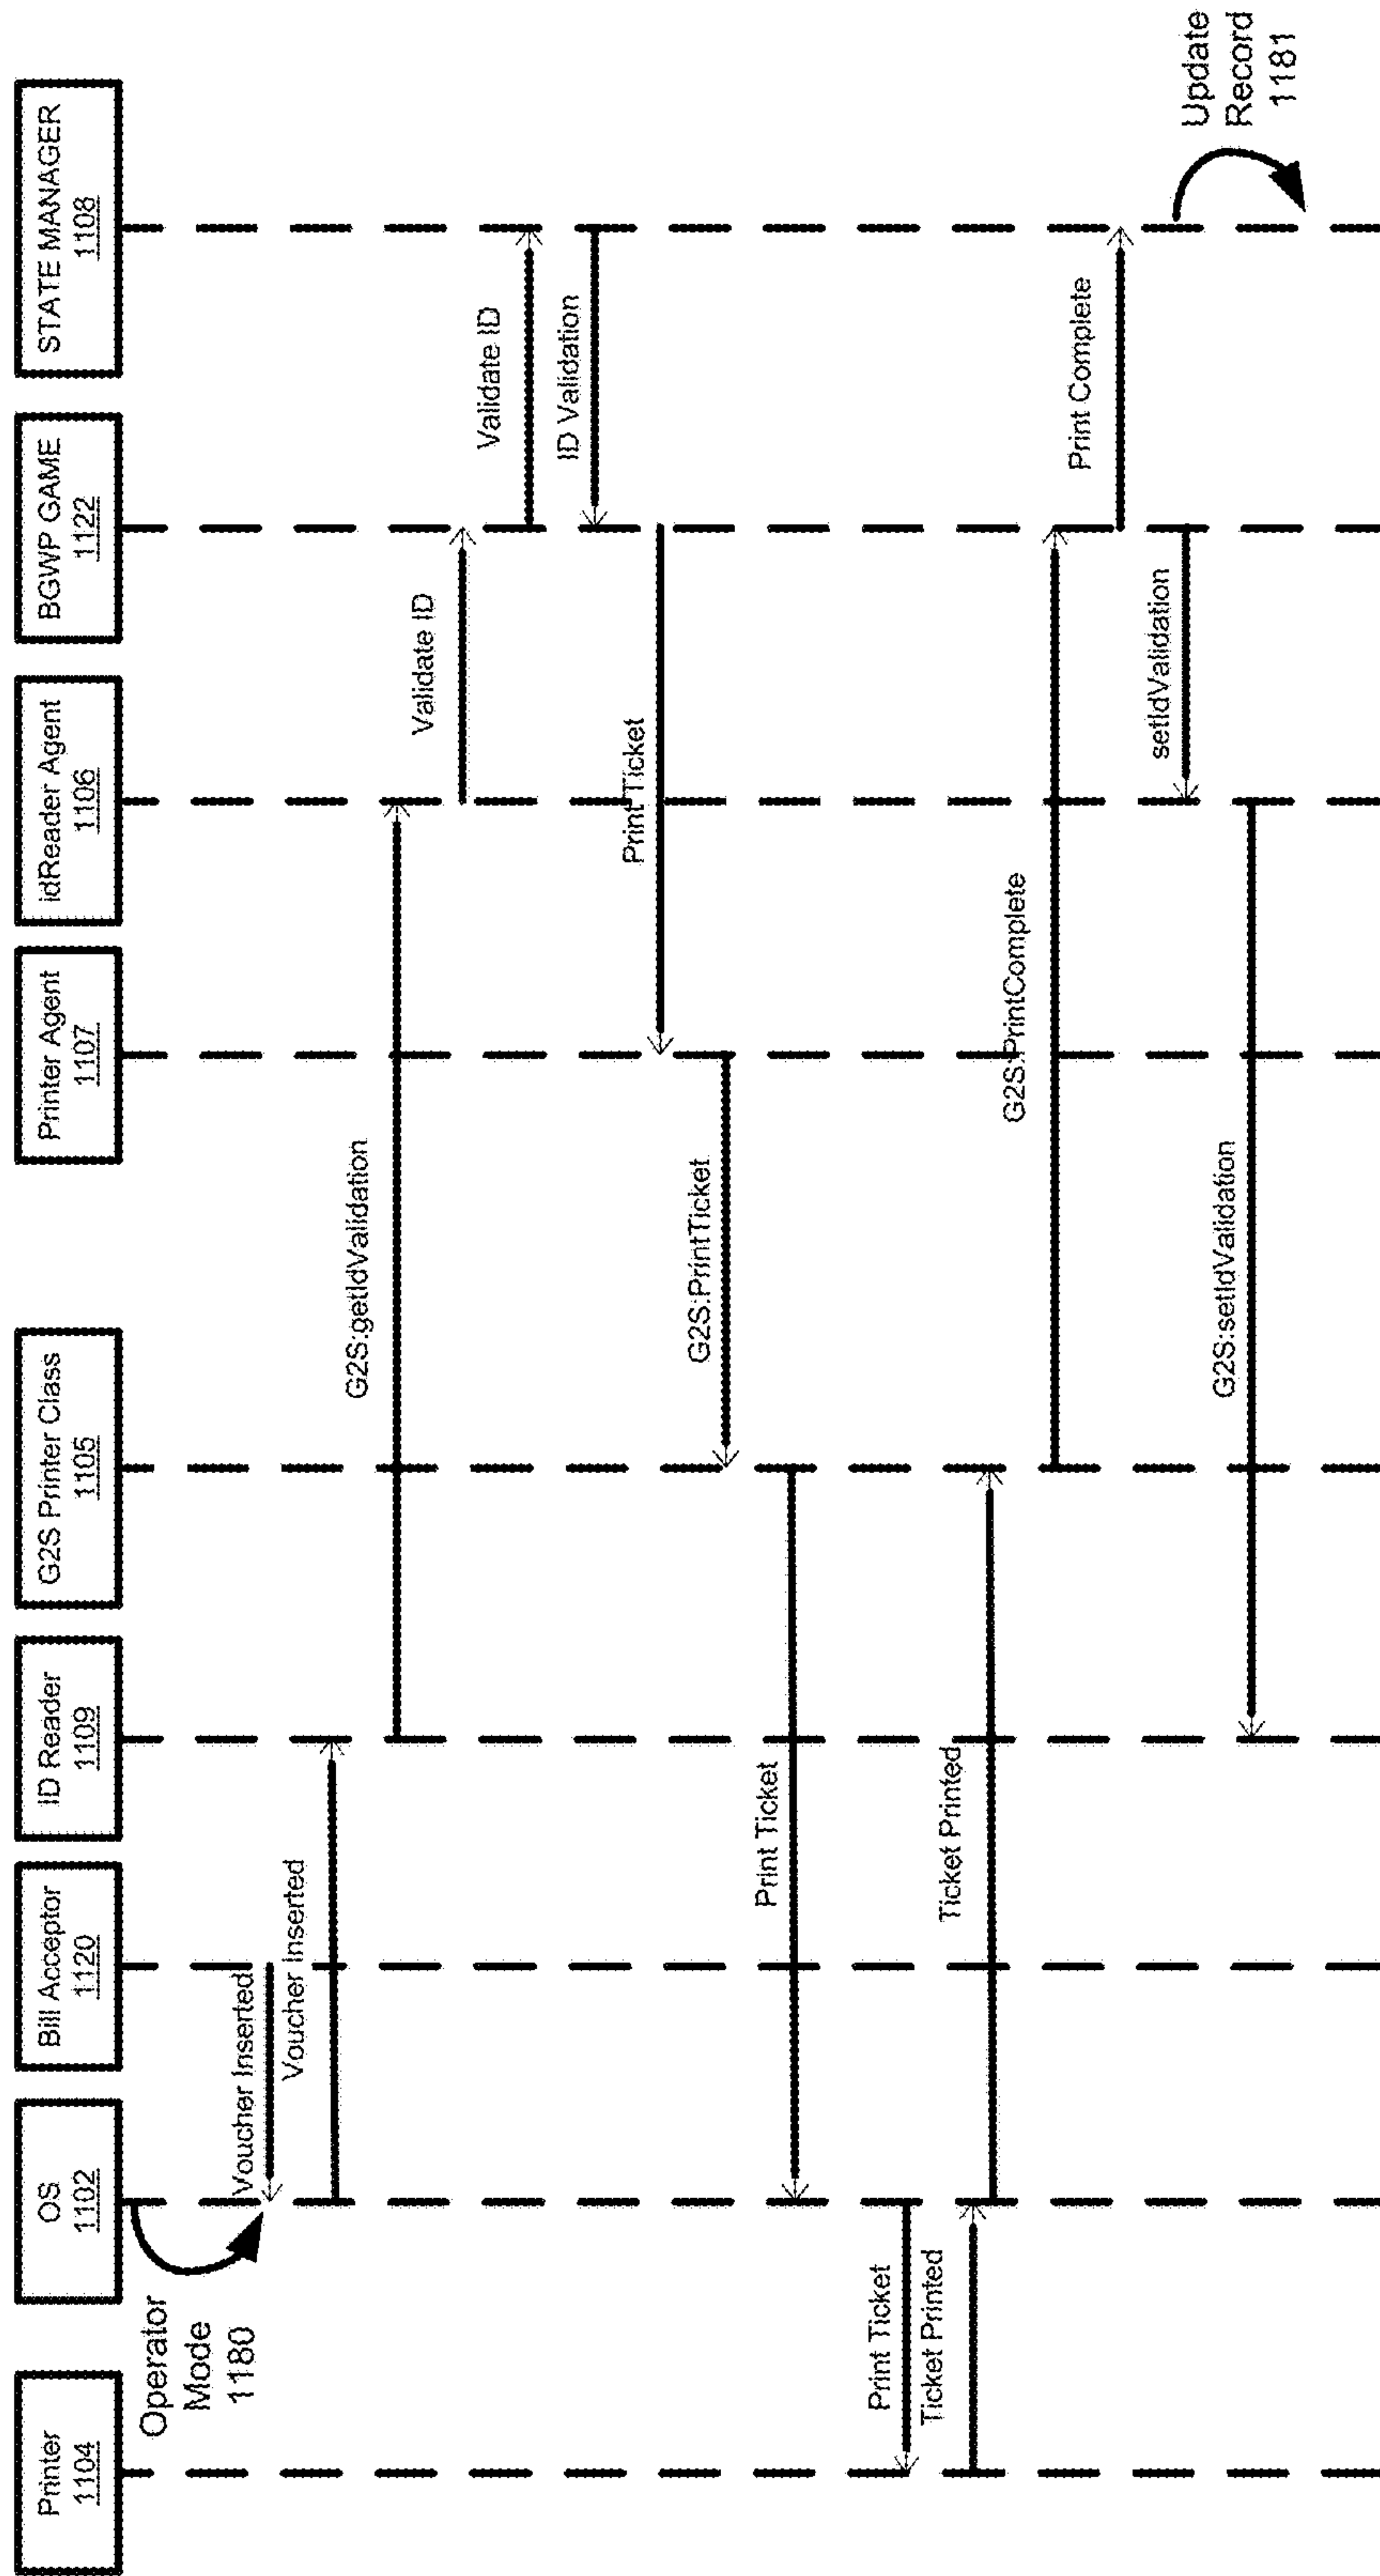 Printer
1104
OS
1102
Bill Acceptor
1120
ID Reader
1109
G2S Printer Class
1105
Printer Agent
1107
idReader Agent
1106
BGWP GAME
1122
STATE MANAGER
1108
Operator
Mode
1180
Voucher Inserted
Voucher Inserted
G2S:getIdValidation
Validate ID
Validate ID
ID Validation
Print Ticket
G2S:PrintTicket
Print Ticket
Print Ticket
Ticket Printed
Ticket Printed
G2S:PrintComplete
Print Complete
setIdValidation
G2S:setIdValidation
Update
Record
1181